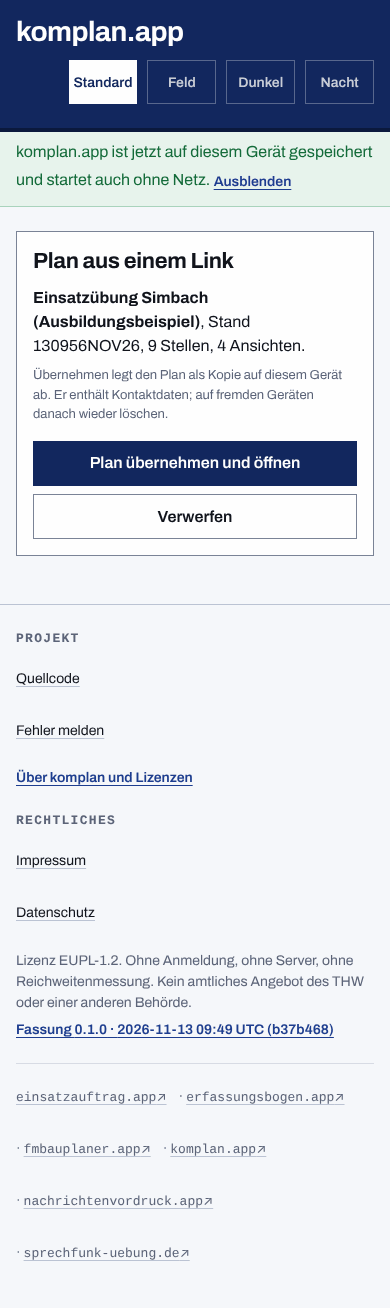 komplan.app
Standard Feld Dunkel Nacht
komplan.app ist jetzt auf diesem Gerät gespeichert
und startet auch ohne Netz. Ausblenden
Plan aus einem Link
Einsatzübung Simbach
(Ausbildungsbeispiel), Stand
130956NOV26, 9 Stellen, 4 Ansichten.
Übernehmen legt den Plan als Kopie auf diesem Gerät
ab. Er enthält Kontaktdaten; auf fremden Geräten
danach wieder löschen.
Plan übernehmen und öffnen
Verwerfen
PROJEKT
Quellcode
Fehler melden
Über komplan und Lizenzen
RECHTLICHES
Impressum
Datenschutz
Lizenz EUPL-1.2. Ohne Anmeldung, ohne Server, ohne
Reichweitenmessung. Kein amtliches Angebot des THW
oder einer anderen Behörde.
Fassung 0.1.0 · 2026-11-13 09:49 UTC (b37b468)
einsatzauftrag.app↗ · erfassungsbogen.app↗
· fmbauplaner.app↗ · komplan.app↗
· nachrichtenvordruck.app↗
· sprechfunk-uebung.de↗